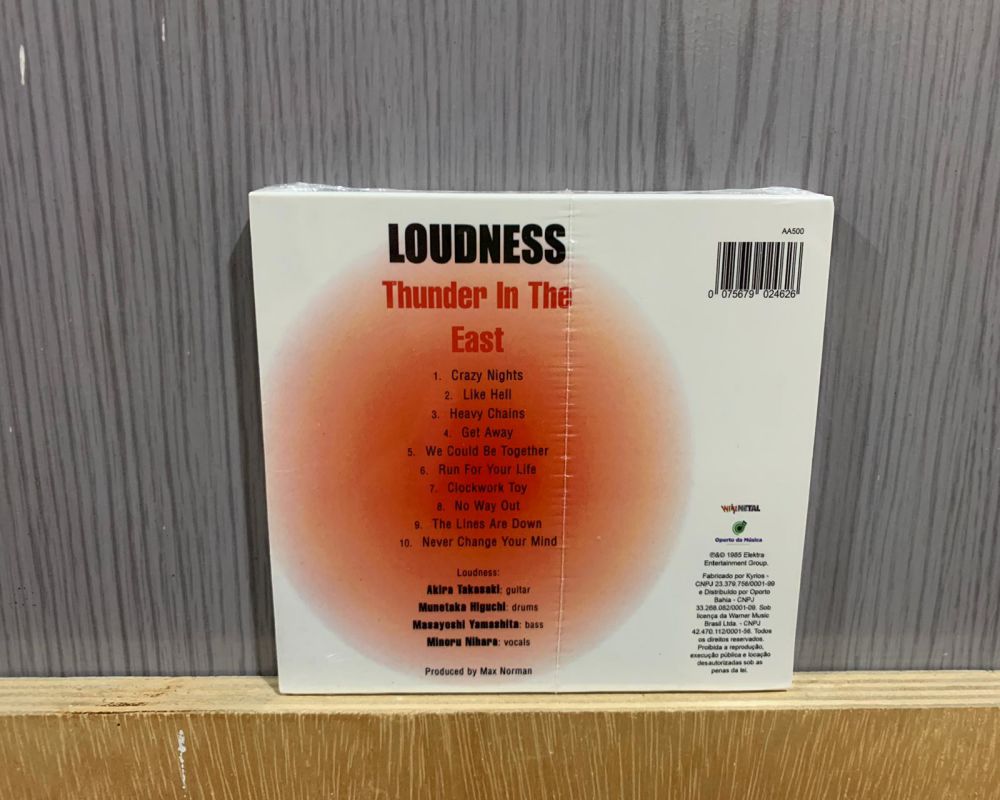 LOUDNESS
Thunder In The
East
1. Crazy Nights
2. Like Hell
3. Heavy Chains
4. Get Away
5. We Could Be Together
6. Run For Your Life
7. Clockwork Toy
8. No Way Out
9. The Lines Are Down
10. Never Change Your Mind
Loudness:
Akira Takasaki: guitar
Munetaka Higuchi: drums
Masayoshi Yamashita: bass
Minoru Nihara: vocals
Produced by Max Norman
AA500
0 075679 024626
METAL
Oporto da Música
℗&© 1985 Elektra
Entertainment Group.
Fabricado por Kyrios -
CNPJ 23.379.756/0001-99
e Distribuído por Oporto
Bahia - CNPJ
33.268.082/0001-09. Sob
licença da Warner Music
Brasil Ltda. - CNPJ
42.470.112/0001-56. Todos
os direitos reservados.
Proibida a reprodução,
execução pública e locação
desautorizadas sob as
penas da lei.